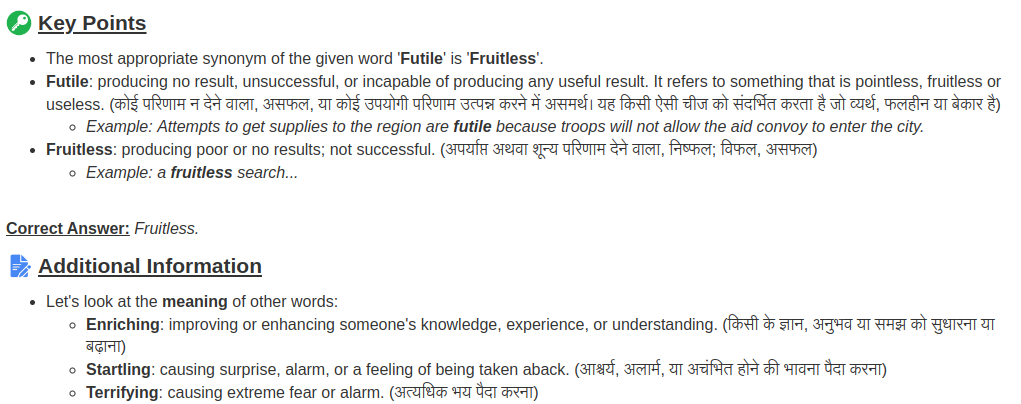 Key Points
The most appropriate synonym of the given word 'Futile' is 'Fruitless'.
Futile: producing no result, unsuccessful, or incapable of producing any useful result. It refers to something that is pointless, fruitless or
useless. (कोई परिणाम न देने वाला, असफल, या कोई उपयोगी परिणाम उत्पन्न करने में असमर्थ। यह किसी ऐसी चीज को संदर्भित करता है जो व्यर्थ, फलहीन या बेकार है)
Example: Attempts to get supplies to the region are futile because troops will not allow the aid convoy to enter the city.
Fruitless: producing poor or no results; not successful. (अपर्याप्त अथवा शून्य परिणाम देने वाला, निष्फल; विफल, असफल)
Example: a fruitless search...
Correct Answer: Fruitless.
Additional Information
Let's look at the meaning of other words:
Enriching: improving or enhancing someone's knowledge, experience, or understanding. (किसी के ज्ञान, अनुभव या समझ को सुधारना या
बढ़ाना)
Startling: causing surprise, alarm, or a feeling of being taken aback. (आश्चर्य, अलार्म, या अचंभित होने की भावना पैदा करना)
Terrifying: causing extreme fear or alarm. (अत्यधिक भय पैदा करना)